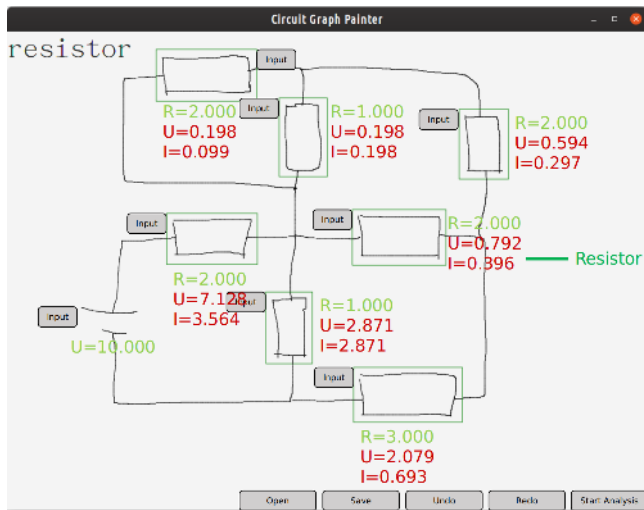 Circuit Graph Painter
resistor
Input
Input
Input
R=2.000
U=0.198
I=0.099
R=1.000
U=0.198
I=0.198
R=2.000
U=0.594
I=0.297
Input
Input
R=2.000
U=0.792
I=0.396
Resistor
R=2.000
U=7.128
I=3.564
Input
Input
U=10.000
R=1.000
U=2.871
I=2.871
Input
R=3.000
U=2.079
I=0.693
Open
Save
Undo
Redo
Start Analysis